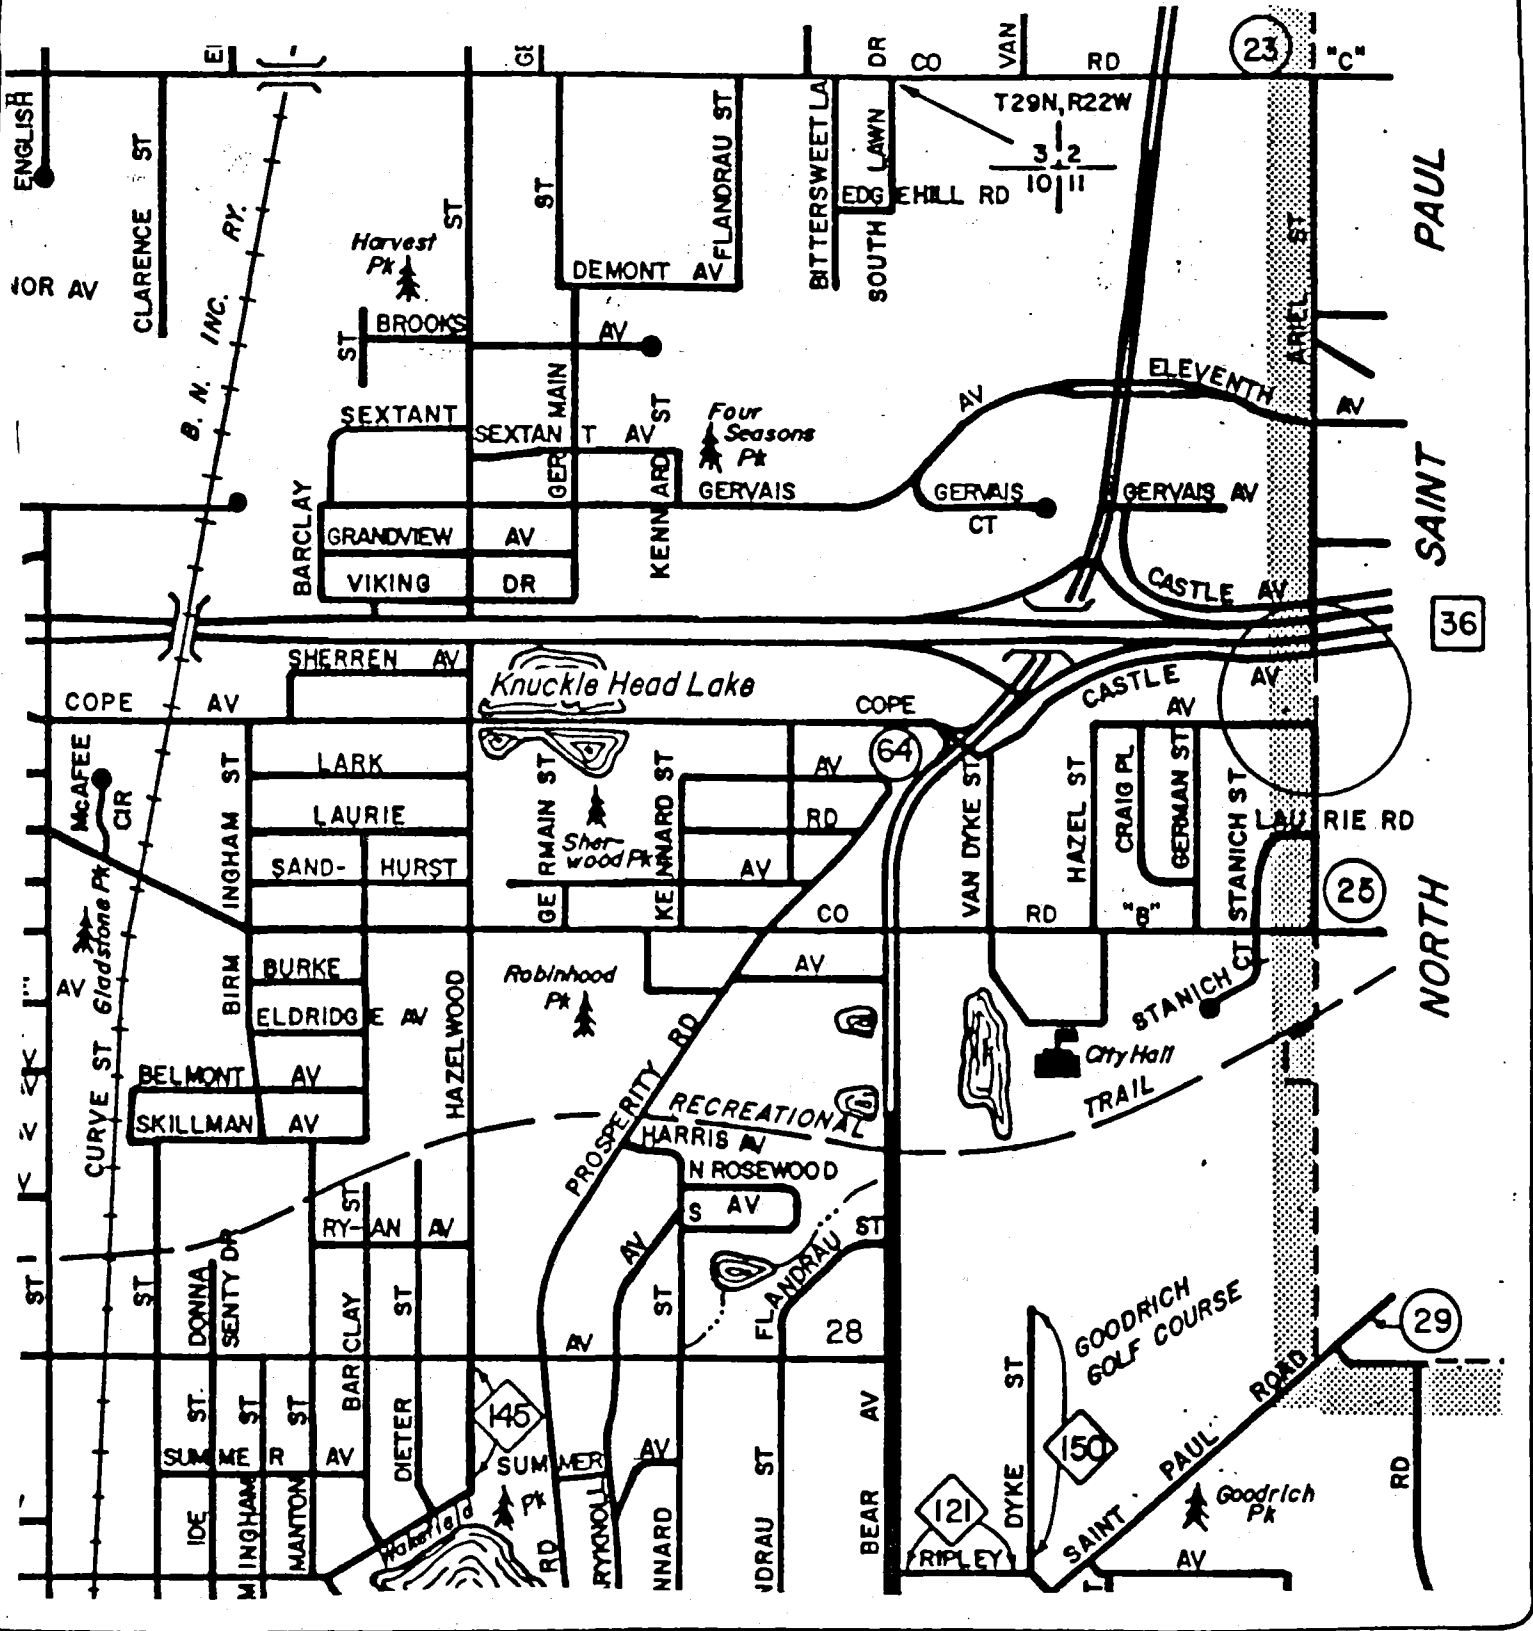 23
"C"
CO RD
DR
VAN
T29N, R22W
3 2
10 11
ENGLISH
CLARENCE ST
B. N. INC. RY.
ST
ST
FLANDRAU ST
BITTERSWEET LA
SOUTH LAWN
EDGEHILL RD
ARIEL ST
NORTH SAINT PAUL
Harvest
Pk
DEMONT AV
BROOKS AV
ST
ELEVENTH AV
AV
SEXTANT
SEXTANT AV
GERMAIN
KENNARD ST
Four
Seasons
Pk
GERVAIS
GERVAIS
CT
GERVAIS AV
BARCLAY
GRANDVIEW AV
VIKING DR
CASTLE AV
36
SHERREN AV
Knuckle Head Lake
COPE AV
COPE
CASTLE AV
AV
64
McAFEE
CIR
BIRMINGHAM ST
LARK AV
LAURIE RD
SAND-HURST AV
GERMAIN ST
KENNARD ST
Sher-
wood Pk
VAN DYKE ST
HAZEL ST
CRAIG PL
GERMAN ST
STANICH ST
LAURIE RD
25
CO RD "B"
Gladstone Pk
AV
BURKE AV
ELDRIDGE AV
BELMONT AV
SKILLMAN AV
CURVE ST
HAZELWOOD
Robinhood
Pk
PROSPERITY RD
STANICH CT
City Hall
RECREATIONAL TRAIL
HARRIS AV
N ROSEWOOD
S AV
RY-AN AV
ST
ST
ST
DONNA
SENTY DR
BARCLAY
DIETER ST
AV
AV
ST
FLANDRAU ST
28
GOODRICH
GOLF COURSE
29
145
150
121
SUMMER AV
SUMMER AV
IDE ST.
MINGHAM ST
MANTON ST
Wakefield
Pk
RD
RYKNOLL
NNARD
NDRAU ST
BEAR AV
RIPLEY AV
DYKE ST
SAINT PAUL ROAD
Goodrich
Pk
RD